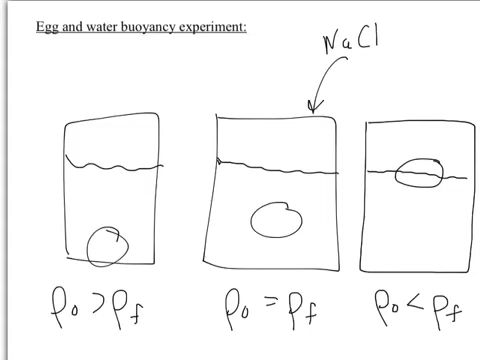 Egg and water buoyancy experiment:
NaCl
ρo > ρf
ρo = ρf
ρo < ρf